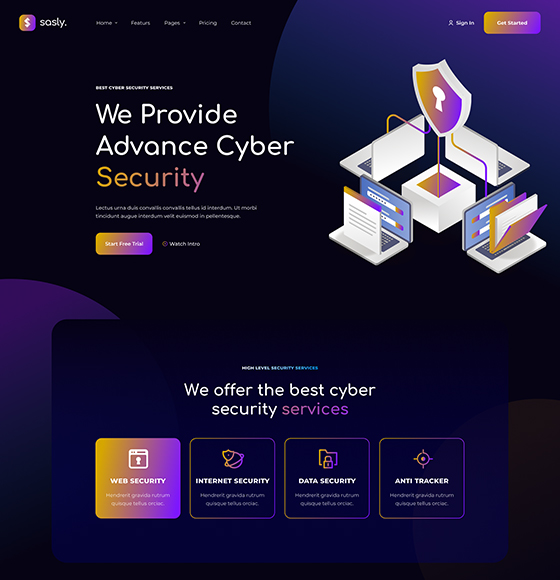 sasly.
Home
Featurs
Pages
Pricing
Contact
Sign In
Get Started
BEST CYBER SECURITY SERVICES
We Provide
Advance Cyber
Security
Lectus urna duis convallis convallis tellus id interdum. Ut morbi
tincidunt augue interdum velit euismod in pellentesque.
Start Free Trial
Watch Intro
HIGH LEVEL SECURITY SERVICES
We offer the best cyber
security services
WEB SECURITY
Hendrerit gravida rutrum
quisque tellus orciac.
INTERNET SECURITY
Hendrerit gravida rutrum
quisque tellus orciac.
DATA SECURITY
Hendrerit gravida rutrum
quisque tellus orciac.
ANTI TRACKER
Hendrerit gravida rutrum
quisque tellus orciac.